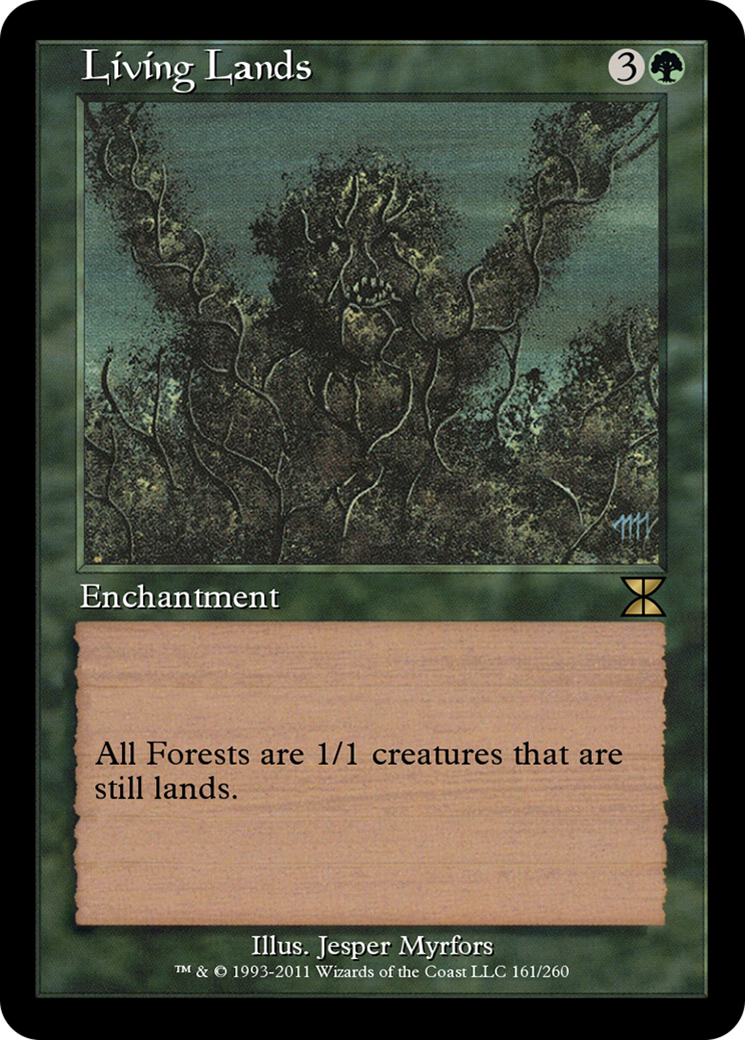 Living Lands 3
Enchantment
All Forests are 1/1 creatures that are
still lands.
Illus. Jesper Myrfors
™ & © 1993-2011 Wizards of the Coast LLC 161/260